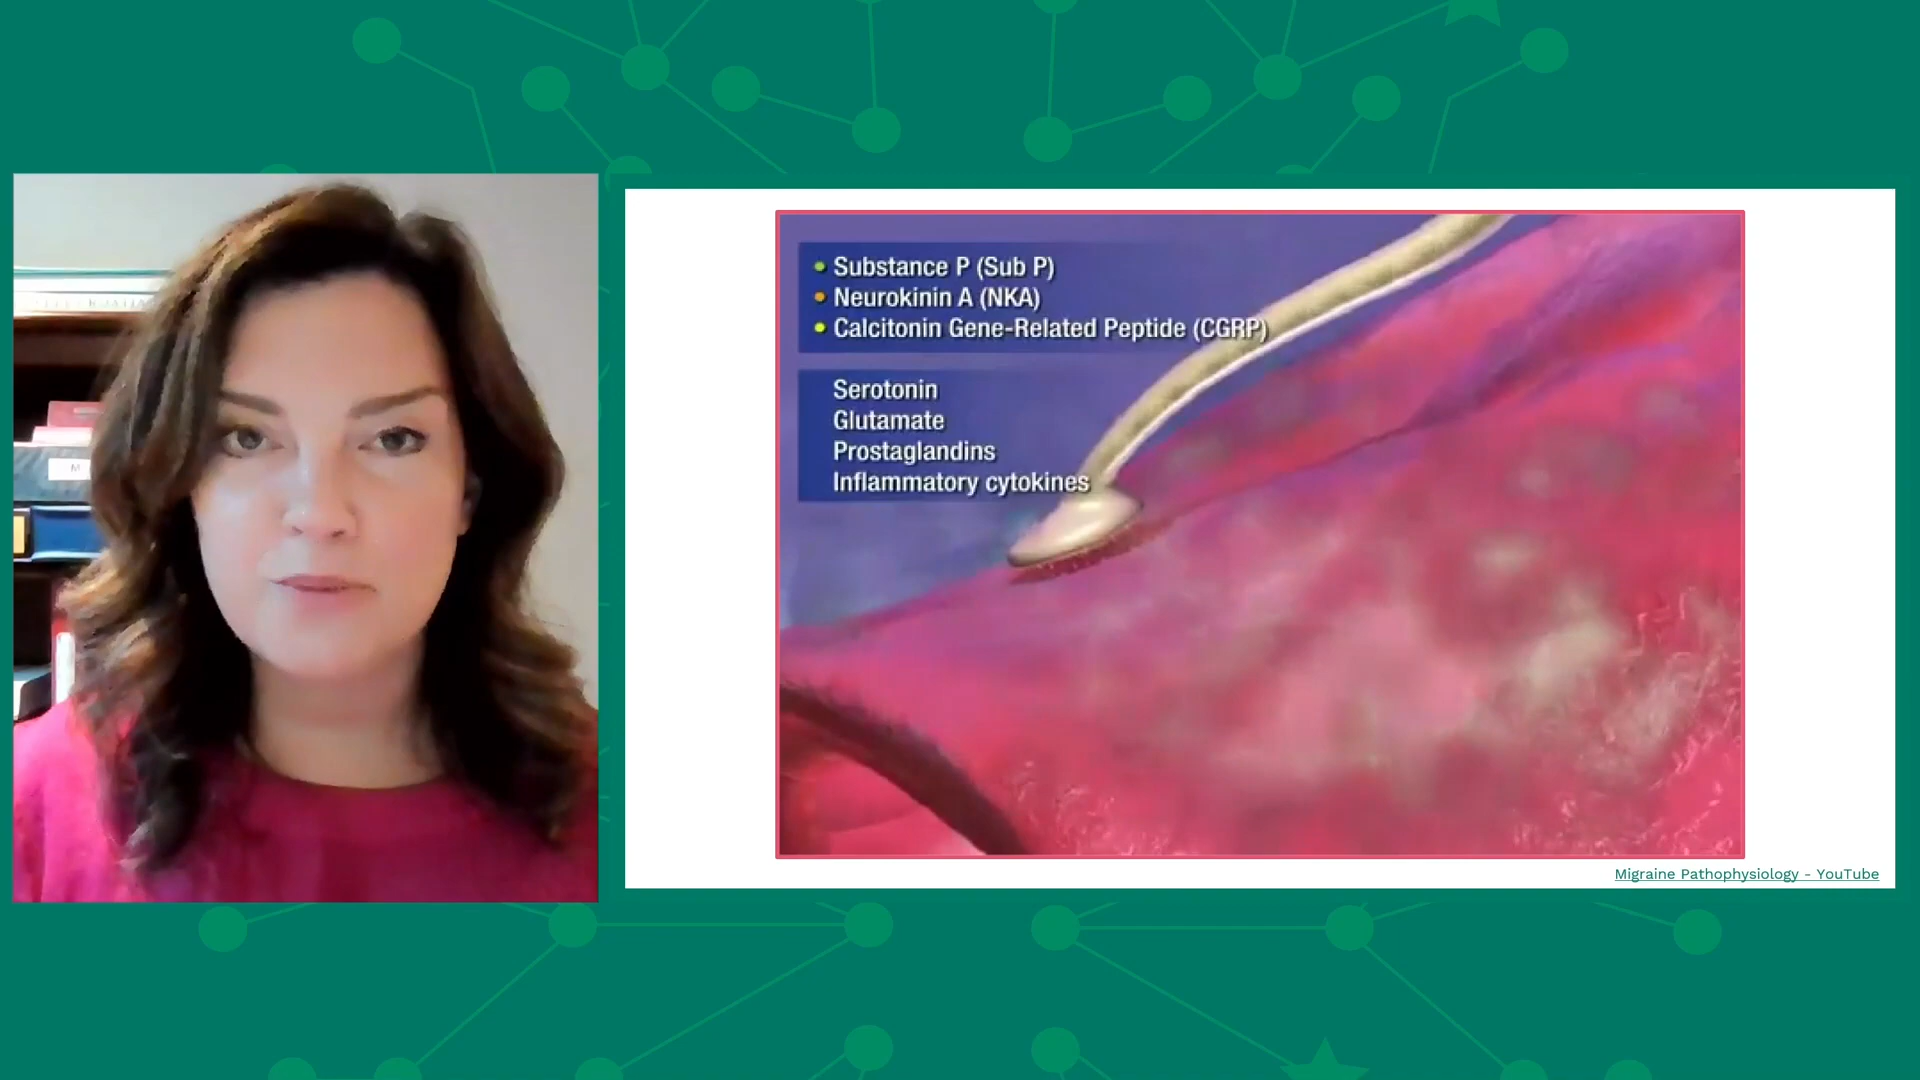 Substance P (Sub P)
Neurokinin A (NKA)
Calcitonin Gene-Related Peptide (CGRP)
Serotonin
Glutamate
Prostaglandins
Inflammatory cytokines
Migraine Pathophysiology - YouTube
M